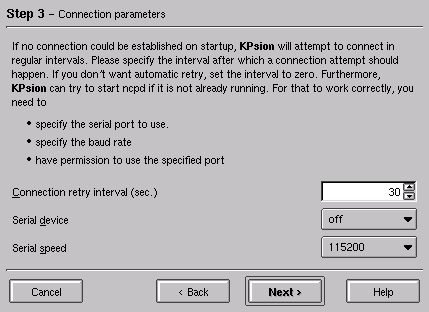 Step 3 - Connection parameters
If no connection could be established on startup, KPsion will attempt to connect in
regular intervals. Please specify the interval after which a connection attempt should
happen. If you don't want automatic retry, set the interval to zero. Furthermore,
KPsion can try to start ncpd if it is not already running. For that to work correctly, you
need to
• specify the serial port to use.
• specify the baud rate
• have permission to use the specified port
Connection retry interval (sec.) 30
Serial device off
Serial speed 115200
Cancel < Back Next > Help